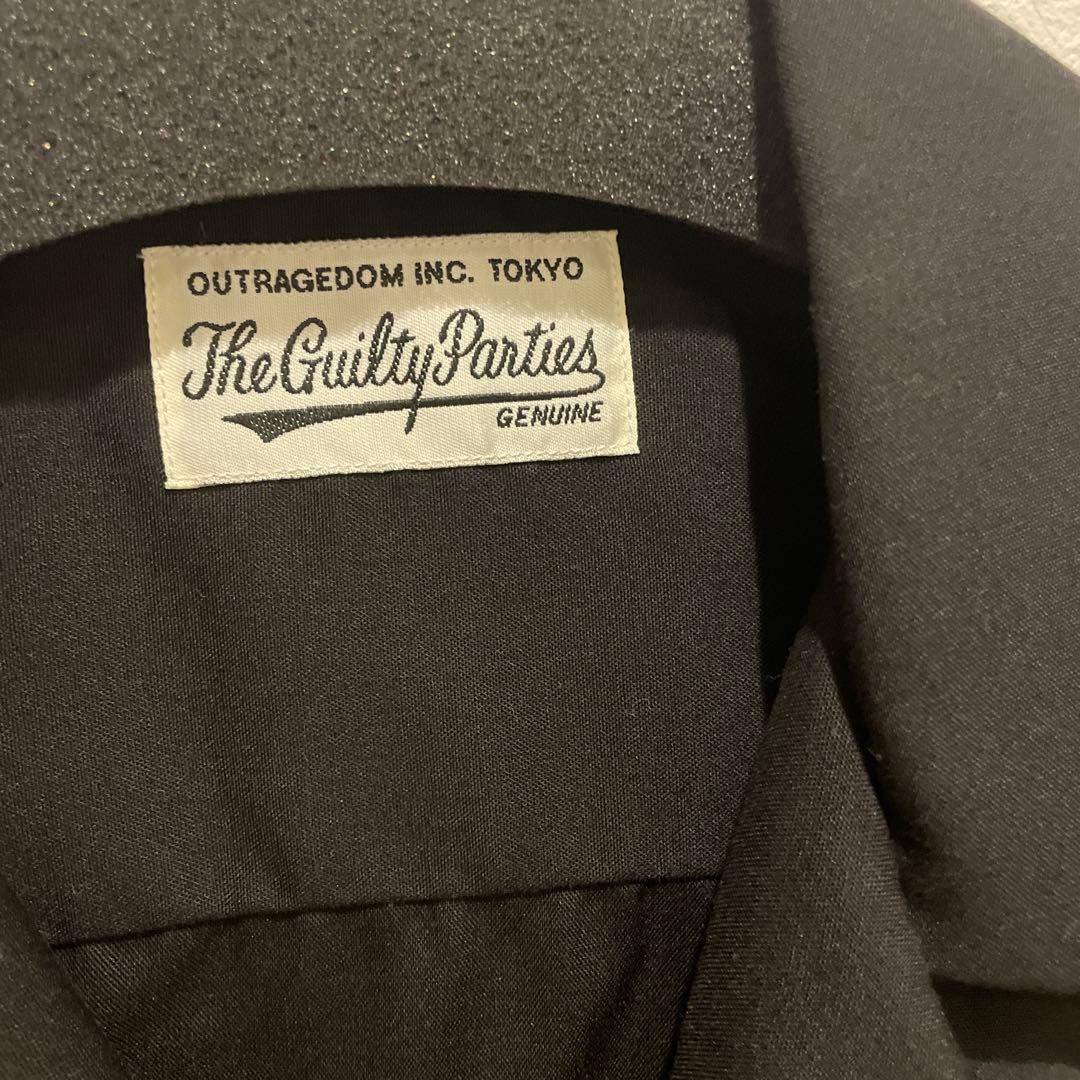 OUTRAGEDOM INC. TOKYO
The Guilty Parties
GENUINE